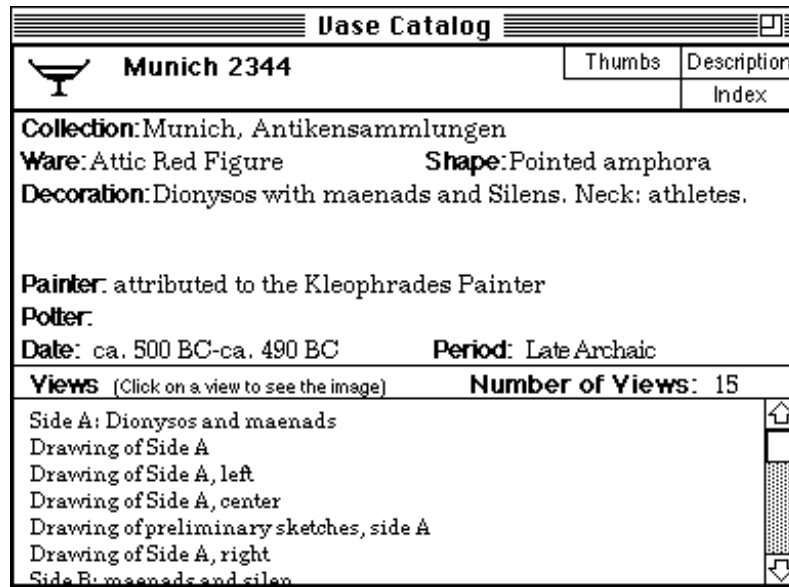 Vase Catalog
Munich 2344
Thumbs
Description
Index
Collection: Munich, Antikensammlungen
Ware: Attic Red Figure Shape: Pointed amphora
Decoration: Dionysos with maenads and Silens. Neck: athletes.
Painter: attributed to the Kleophrades Painter
Potter:
Date: ca. 500 BC-ca. 490 BC Period: Late Archaic
Views (Click on a view to see the image) Number of Views: 15
Side A: Dionysos and maenads
Drawing of Side A
Drawing of Side A, left
Drawing of Side A, center
Drawing of preliminary sketches, side A
Drawing of Side A, right
Side B: maenads and silen